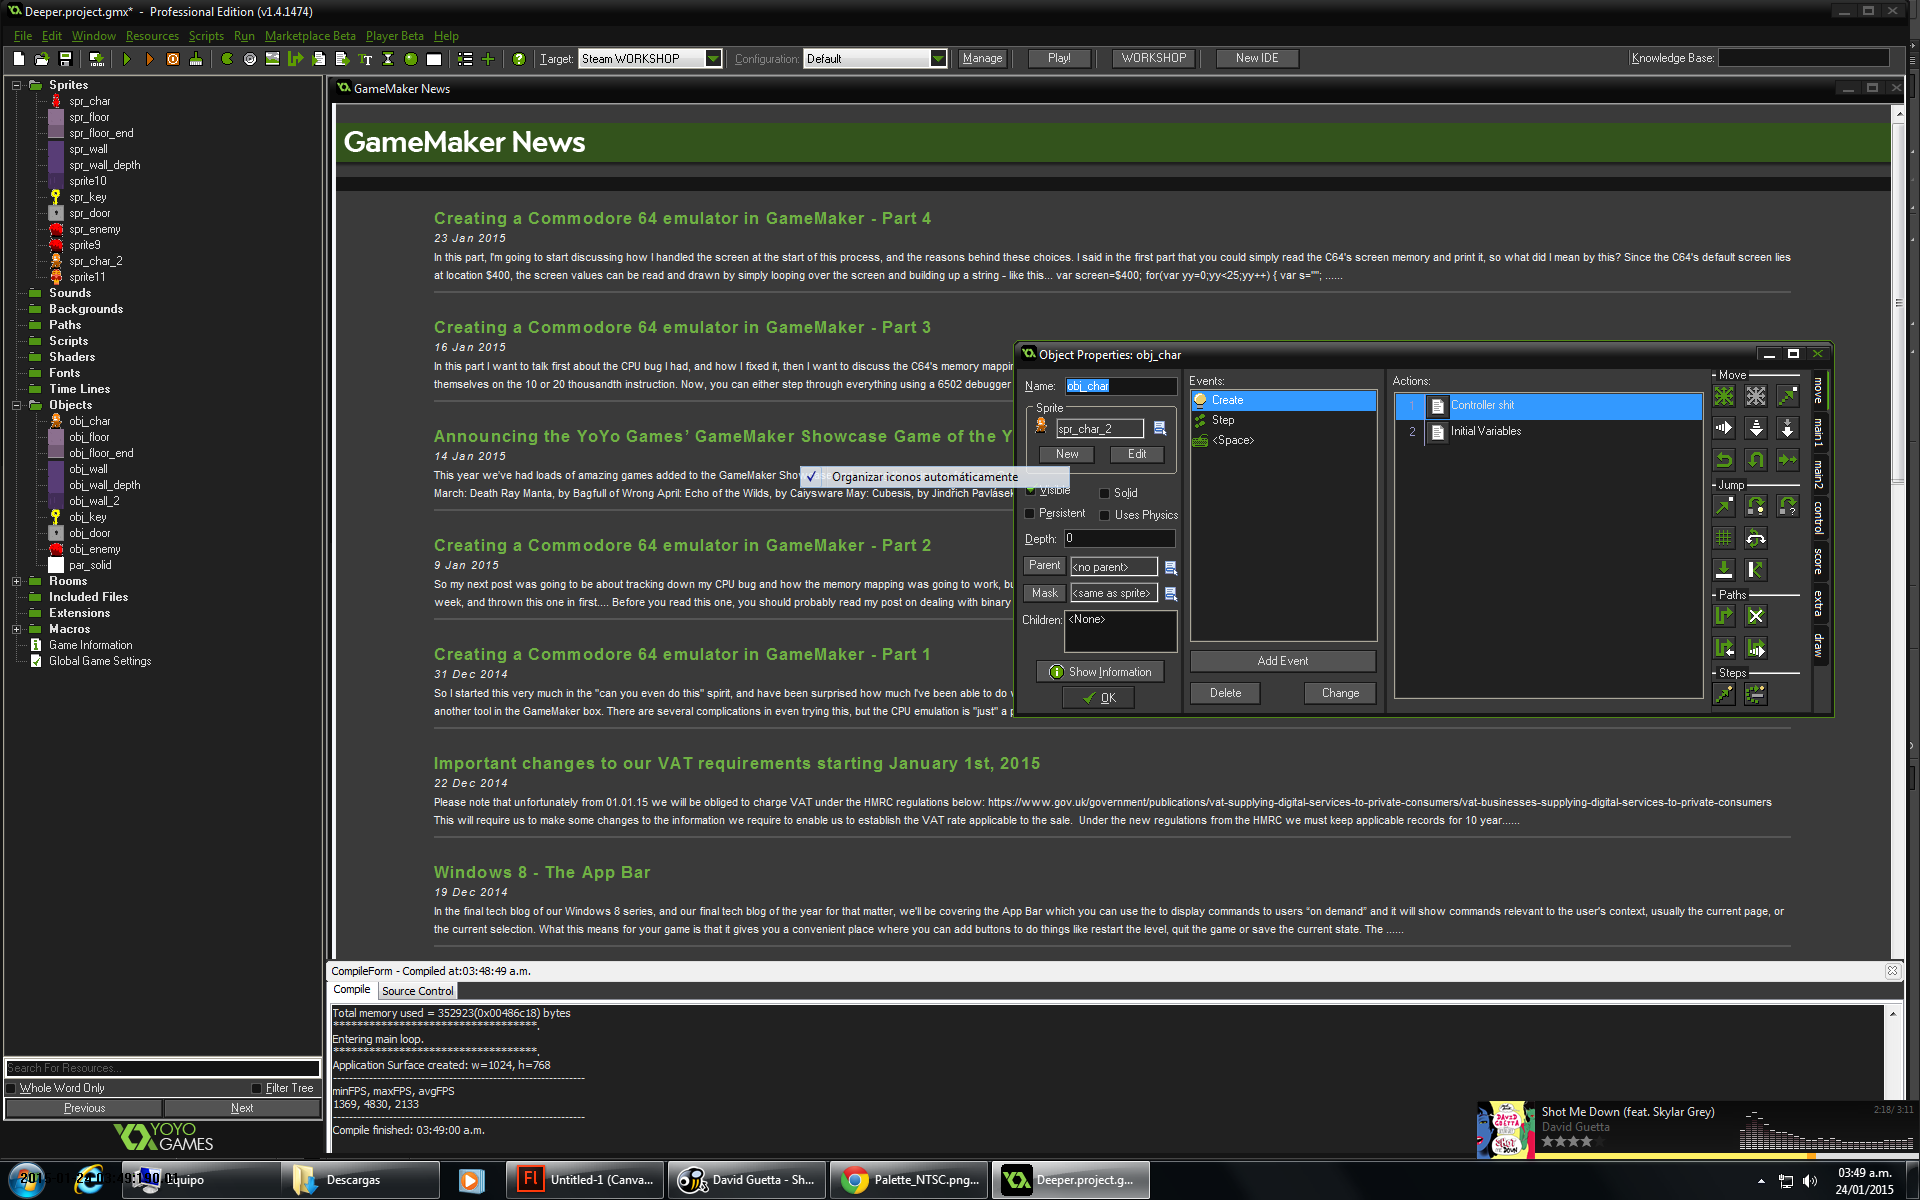 Deeper.project.gmx*  -  Professional Edition (v1.4.1474)
File Edit Window Resources Scripts Run Marketplace Beta Player Beta Help
Target: Steam WORKSHOP Configuration: Default Manage Play! WORKSHOP New IDE Knowledge Base:
Sprites
spr_char
spr_floor
spr_floor_end
spr_wall
spr_wall_depth
sprite10
spr_key
spr_door
spr_enemy
sprite9
spr_char_2
sprite11
Sounds
Backgrounds
Paths
Scripts
Shaders
Fonts
Time Lines
Objects
obj_char
obj_floor
obj_floor_end
obj_wall
obj_wall_depth
obj_wall_2
obj_key
obj_door
obj_enemy
par_solid
Rooms
Included Files
Extensions
Macros
Game Information
Global Game Settings
Search For Resources...
Whole Word Only Filter Tree
Previous Next
YOYO
GAMES
GameMaker News
GameMaker News
Creating a Commodore 64 emulator in GameMaker - Part 4
23 Jan 2015
In this part, I'm going to start discussing how I handled the screen at the start of this process, and the reasons behind these choices. I said in the first part that you could simply read the C64's screen memory and print it, so what did I mean by this? Since the C64's default screen lies
at location $400, the screen values can be read and drawn by simply looping over the screen and building up a string - like this... var screen=$400; for(var yy=0;yy<25;yy++) { var s=""; ......
Creating a Commodore 64 emulator in GameMaker - Part 3
16 Jan 2015
In this part I want to talk first about the CPU bug I had, and how I fixed it, then I want to discuss the C64's memory mappin
themselves on the 10 or 20 thousandth instruction. Now, you can either step through everything using a 6502 debugger
Announcing the YoYo Games' GameMaker Showcase Game of the Y
14 Jan 2015
This year we've had loads of amazing games added to the GameMaker Show
March: Death Ray Manta, by Bagfull of Wrong April: Echo of the Wilds, by Caiysware May: Cubesis, by Jindřich Pavlásek
Organizar iconos automáticamente
Creating a Commodore 64 emulator in GameMaker - Part 2
9 Jan 2015
So my next post was going to be about tracking down my CPU bug and how the memory mapping was going to work, bu
week, and thrown this one in first.... Before you read this one, you should probably read my post on dealing with binary
Creating a Commodore 64 emulator in GameMaker - Part 1
31 Dec 2014
So I started this very much in the "can you even do this" spirit, and have been surprised how much I've been able to do v
another tool in the GameMaker box. There are several complications in even trying this, but the CPU emulation is "just" a p
Important changes to our VAT requirements starting January 1st, 2015
22 Dec 2014
Please note that unfortunately from 01.01.15 we will be obliged to charge VAT under the HMRC regulations below: https://www.gov.uk/government/publications/vat-supplying-digital-services-to-private-consumers/vat-businesses-supplying-digital-services-to-private-consumers
This will require us to make some changes to the information we require to enable us to establish the VAT rate applicable to the sale.  Under the new regulations from the HMRC we must keep applicable records for 10 year......
Windows 8 - The App Bar
19 Dec 2014
In the final tech blog of our Windows 8 series, and our final tech blog of the year for that matter, we'll be covering the App Bar which you can use the to display commands to users “on demand” and it will show commands relevant to the user's context, usually the current page, or
the current selection. What this means for your game is that it gives you a convenient place where you can add buttons to do things like restart the level, quit the game or save the current state. The ......
Object Properties: obj_char
Name: obj_char
Sprite
spr_char_2
New Edit
Visible Solid
Persistent Uses Physics
Depth: 0
Parent <no parent>
Mask <same as sprite>
Children: <None>
Show Information
OK
Events:
Create
Step
<Space>
Add Event
Delete Change
Actions:
1 Controller shit
2 Initial Variables
Move
Jump
Paths
Steps
move
main1
main2
control
score
extra
draw
CompileForm - Compiled at:03:48:49 a.m.
Compile Source Control
Total memory used = 352923(0x00486c18) bytes
**********************************.
Entering main loop.
**********************************.
Application Surface created: w=1024, h=768
minFPS, maxFPS, avgFPS
1369, 4830, 2133
Compile finished: 03:49:00 a.m.
Shot Me Down (feat. Skylar Grey)
David Guetta
2:18/ 3:11
Equipo
Descargas
Untitled-1 (Canva...
David Guetta - Sh...
Palette_NTSC.png...
Deeper.project.g...
03:49 a.m.
24/01/2015